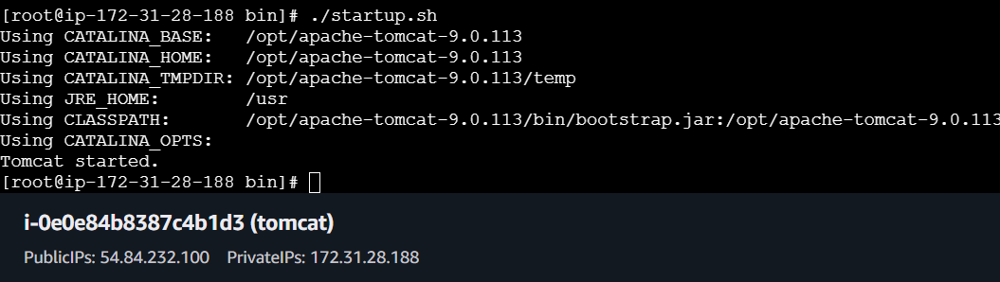 [root@ip-172-31-28-188 bin]# ./startup.sh
Using CATALINA_BASE:   /opt/apache-tomcat-9.0.113
Using CATALINA_HOME:   /opt/apache-tomcat-9.0.113
Using CATALINA_TMPDIR: /opt/apache-tomcat-9.0.113/temp
Using JRE_HOME:        /usr
Using CLASSPATH:       /opt/apache-tomcat-9.0.113/bin/bootstrap.jar:/opt/apache-tomcat-9.0.113
Using CATALINA_OPTS:
Tomcat started.
[root@ip-172-31-28-188 bin]#
i-0e0e84b8387c4b1d3 (tomcat)
PublicIPs: 54.84.232.100   PrivateIPs: 172.31.28.188